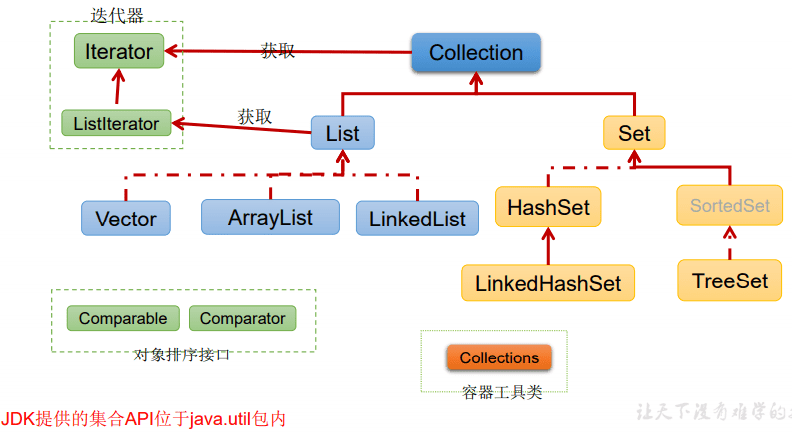 迭代器
Iterator
获取
Collection
ListIterator
获取
List
Set
Vector
ArrayList
LinkedList
HashSet
SortedSet
LinkedHashSet
TreeSet
Comparable
Comparator
对象排序接口
Collections
容器工具类
JDK提供的集合API位于java.util包内
让天下没有难学的